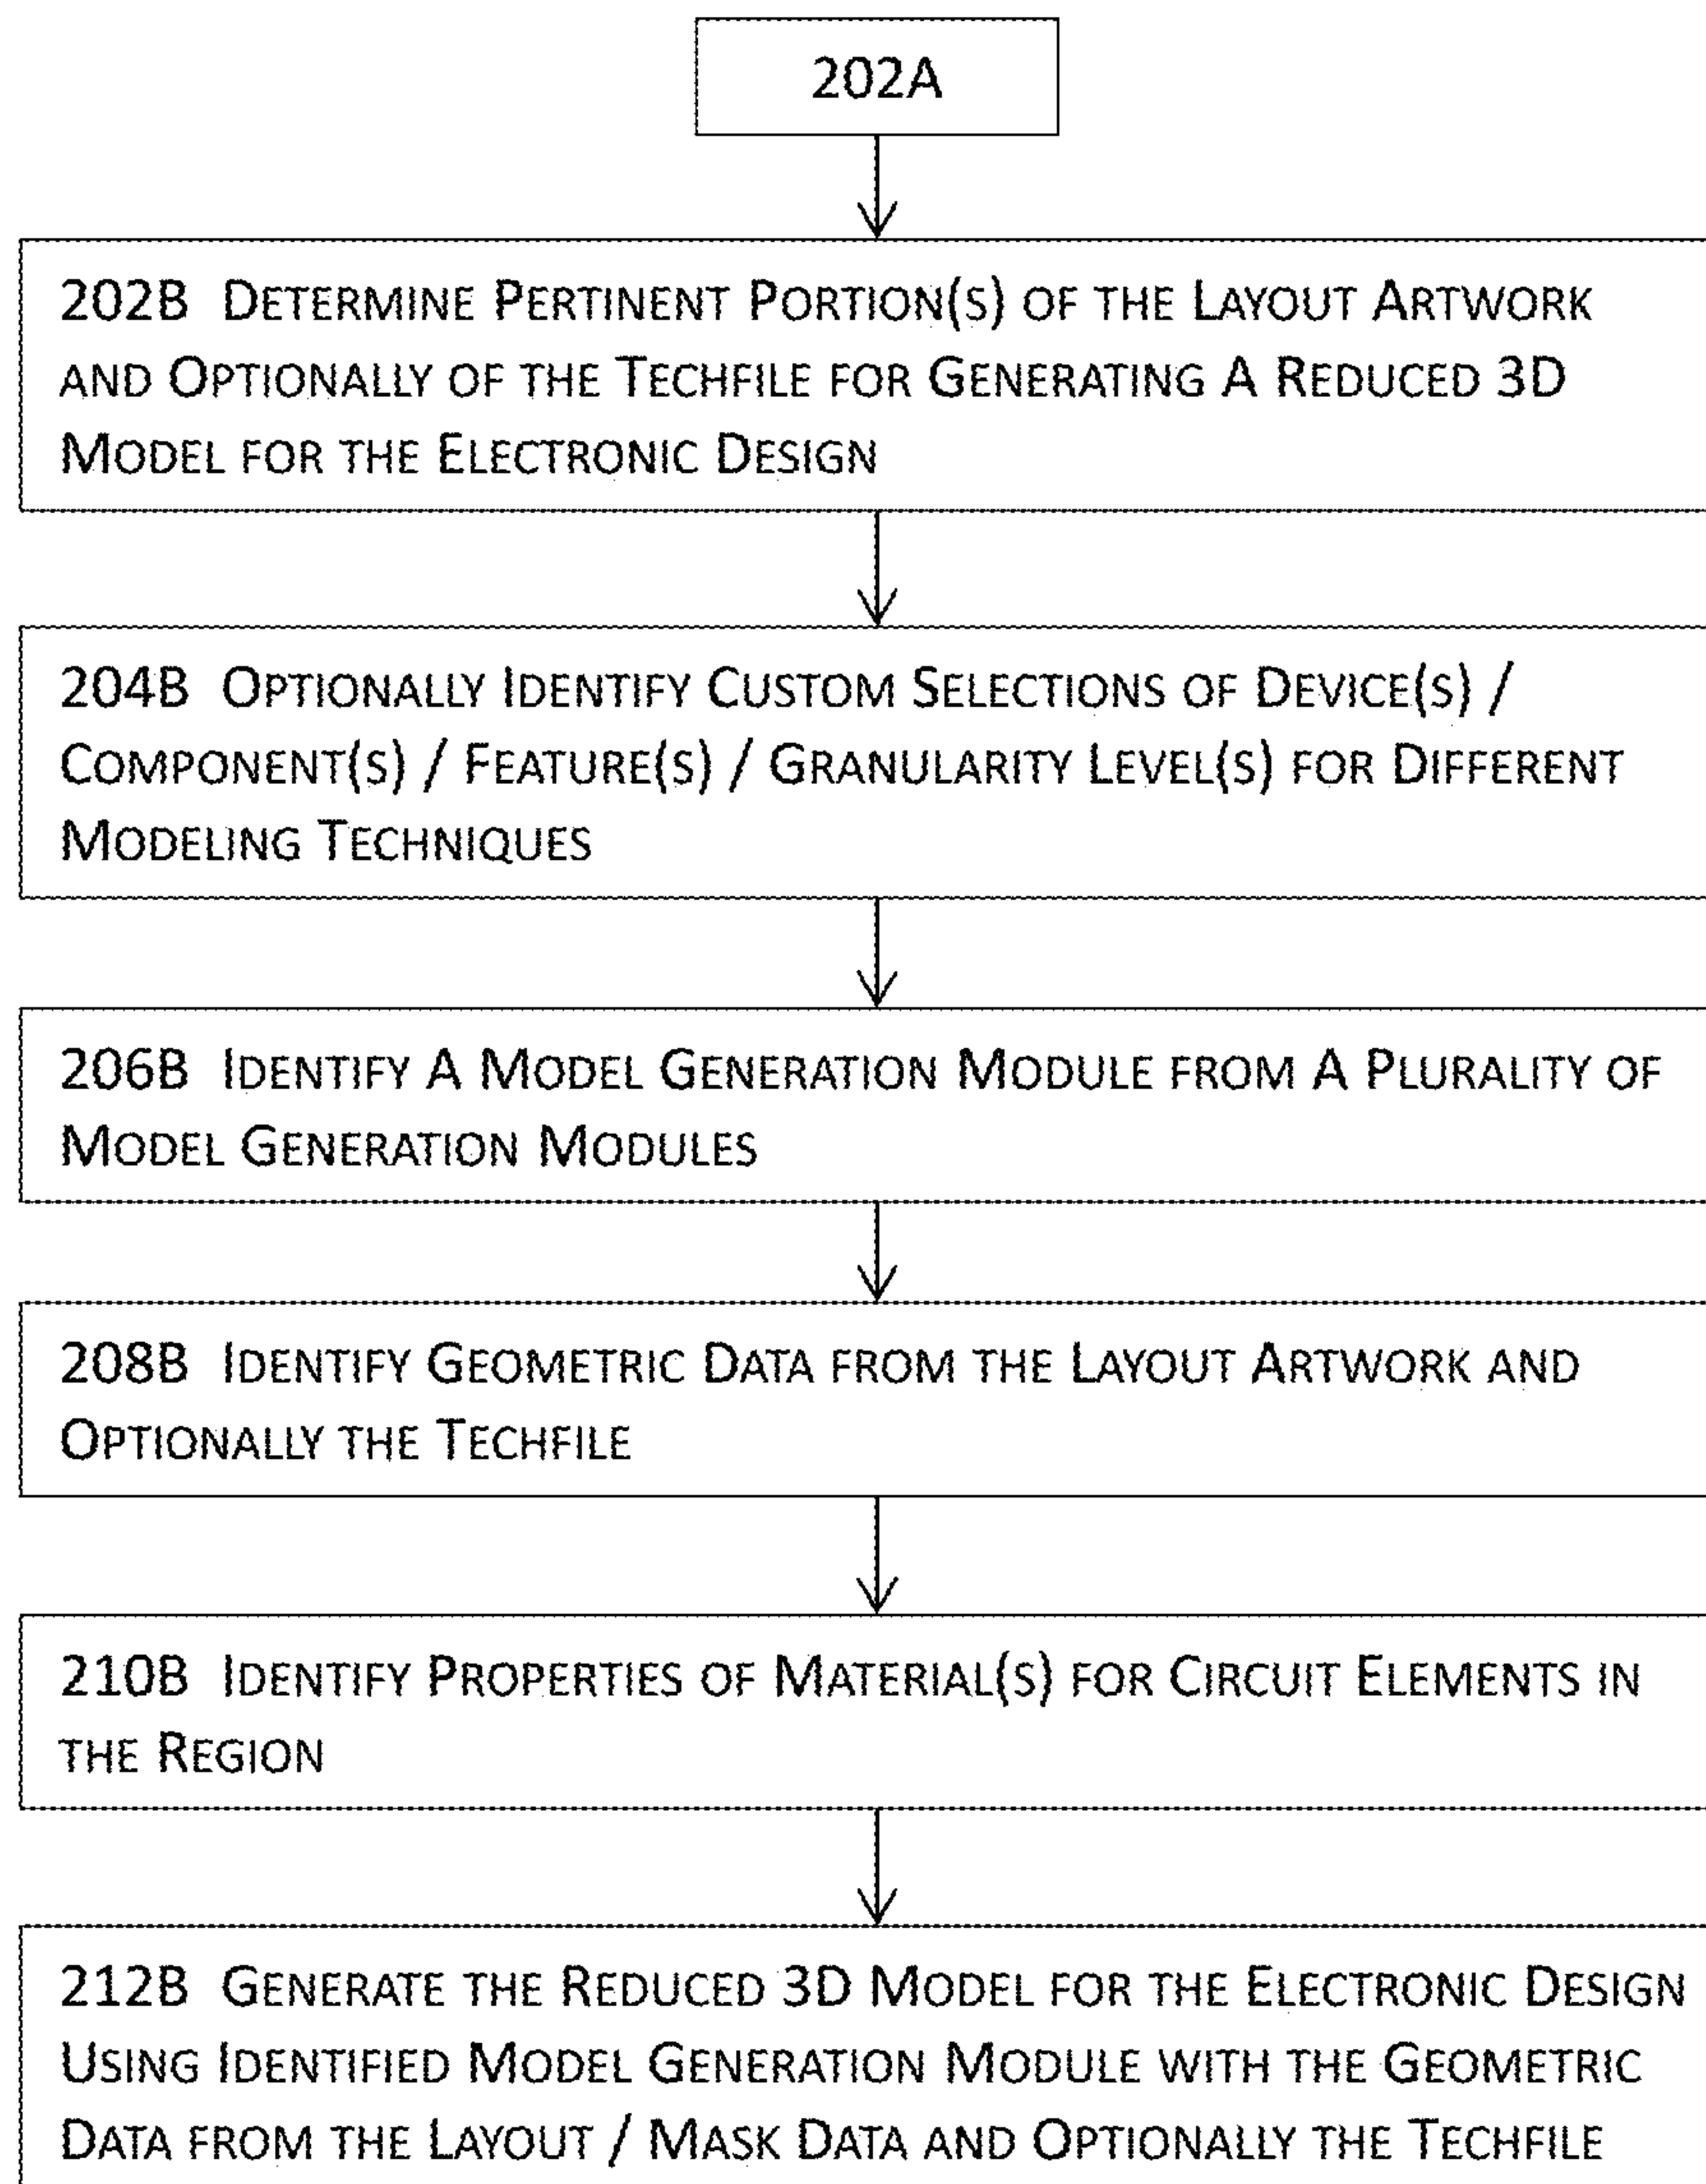 202A
202B DETERMINE PERTINENT PORTION(S) OF THE LAYOUT ARTWORK
AND OPTIONALLY OF THE TECHFILE FOR GENERATING A REDUCED 3D
MODEL FOR THE ELECTRONIC DESIGN
204B OPTIONALLY IDENTIFY CUSTOM SELECTIONS OF DEVICE(S) /
COMPONENT(S) / FEATURE(S) / GRANULARITY LEVEL(S) FOR DIFFERENT
MODELING TECHNIQUES
206B IDENTIFY A MODEL GENERATION MODULE FROM A PLURALITY OF
MODEL GENERATION MODULES
208B IDENTIFY GEOMETRIC DATA FROM THE LAYOUT ARTWORK AND
OPTIONALLY THE TECHFILE
210B IDENTIFY PROPERTIES OF MATERIAL(S) FOR CIRCUIT ELEMENTS IN
THE REGION
212B GENERATE THE REDUCED 3D MODEL FOR THE ELECTRONIC DESIGN
USING IDENTIFIED MODEL GENERATION MODULE WITH THE GEOMETRIC
DATA FROM THE LAYOUT / MASK DATA AND OPTIONALLY THE TECHFILE